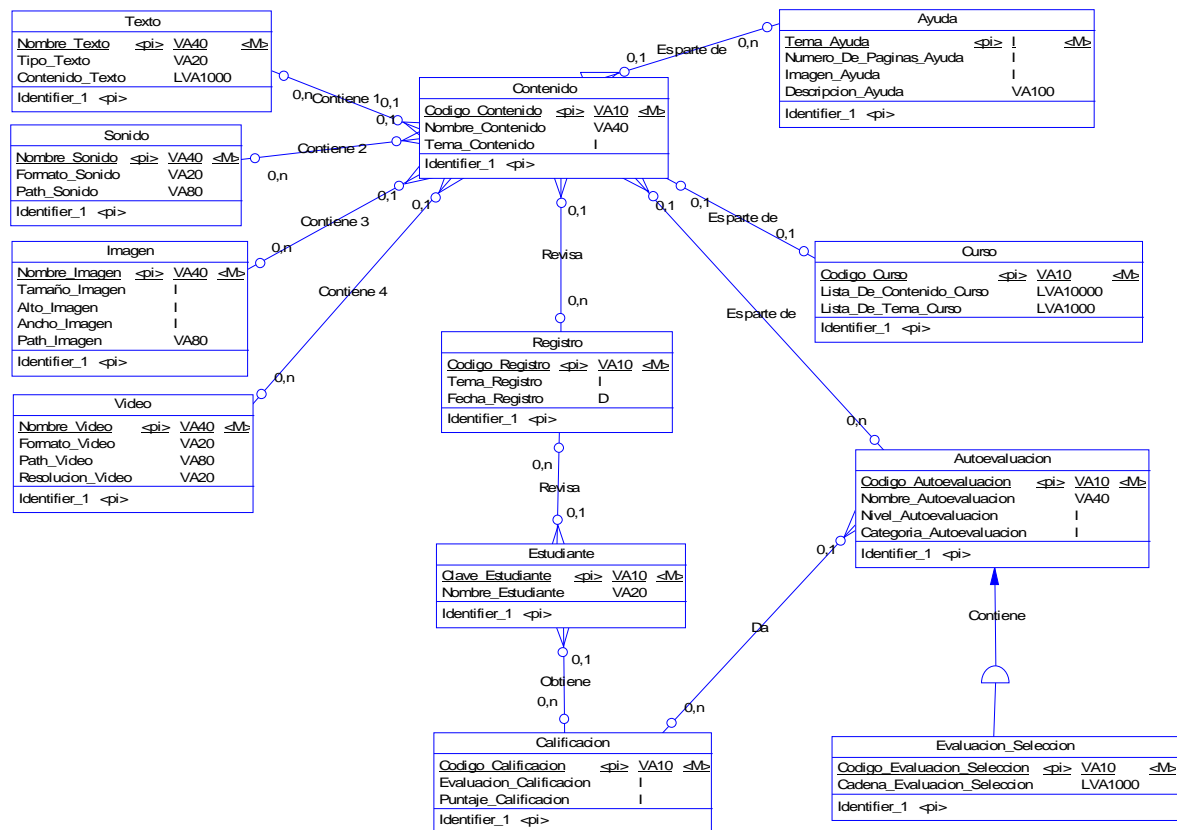 Texto
Nombre_Texto <pi> VA40 <M>
Tipo_Texto VA20
Contenido_Texto LVA1000
Identifier_1 <pi>
Ayuda
Tema_Ayuda <pi> I <M>
Numero_De_Paginas_Ayuda I
Imagen_Ayuda I
Descripcion_Ayuda VA100
Identifier_1 <pi>
Es parte de
0,n
0,1
Contenido
Codigo_Contenido <pi> VA10 <M>
Nombre_Contenido VA40
Tema_Contenido I
Identifier_1 <pi>
0,n
Contiene 1
0,1
Sonido
Nombre_Sonido <pi> VA40 <M>
Formato_Sonido VA20
Path_Sonido VA80
Identifier_1 <pi>
0,1
Contiene 2
0,n
Imagen
Nombre_Imagen <pi> VA40 <M>
Tamaño_Imagen I
Alto_Imagen I
Ancho_Imagen I
Path_Imagen VA80
Identifier_1 <pi>
0,1
Contiene 3
0,n
0,1
Contiene 4
0,n
Video
Nombre_Video <pi> VA40 <M>
Formato_Video VA20
Path_Video VA80
Resolucion_Video VA20
Identifier_1 <pi>
0,1
Revisa
0,n
0,1
Es parte de
0,1
Curso
Codigo_Curso <pi> VA10 <M>
Lista_De_Contenido_Curso LVA10000
Lista_De_Tema_Curso LVA1000
Identifier_1 <pi>
0,1
Es parte de
0,n
Registro
Codigo_Registro <pi> VA10 <M>
Tema_Registro I
Fecha_Registro D
Identifier_1 <pi>
0,n
Revisa
0,1
Autoevaluacion
Codigo_Autoevaluacion <pi> VA10 <M>
Nombre_Autoevaluacion VA40
Nivel_Autoevaluacion I
Categoria_Autoevaluacion I
Identifier_1 <pi>
Estudiante
Clave_Estudiante <pi> VA10 <M>
Nombre_Estudiante VA20
Identifier_1 <pi>
0,1
Obtiene
0,n
0,1
Da
0,n
Contiene
Calificacion
Codigo_Calificacion <pi> VA10 <M>
Evaluacion_Calificacion I
Puntaje_Calificacion I
Identifier_1 <pi>
Evaluacion_Seleccion
Codigo_Evaluacion_Seleccion <pi> VA10 <M>
Cadena_Evaluacion_Seleccion LVA1000
Identifier_1 <pi>